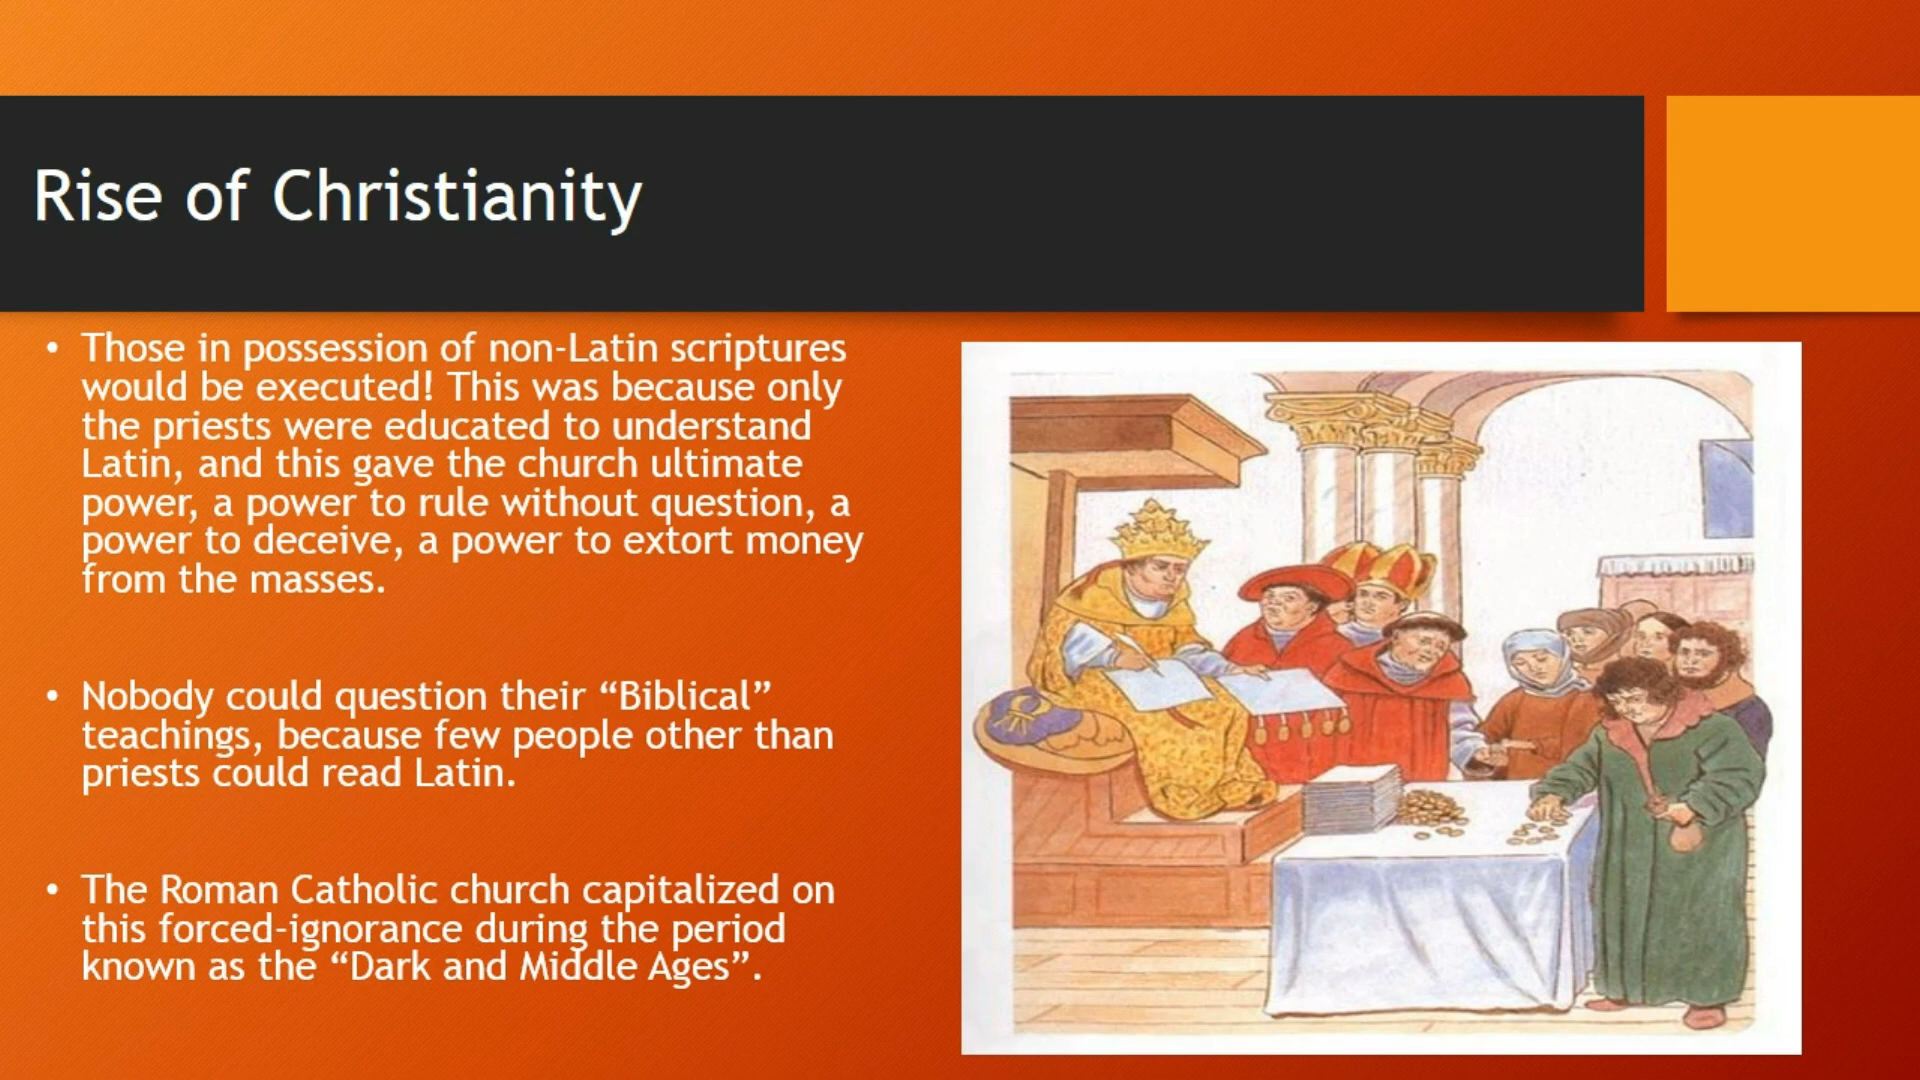 Rise of Christianity
• Those in possession of non-Latin scriptures
would be executed! This was because only
the priests were educated to understand
Latin, and this gave the church ultimate
power, a power to rule without question, a
power to deceive, a power to extort money
from the masses.
• Nobody could question their “Biblical”
teachings, because few people other than
priests could read Latin.
• The Roman Catholic church capitalized on
this forced-ignorance during the period
known as the “Dark and Middle Ages”.